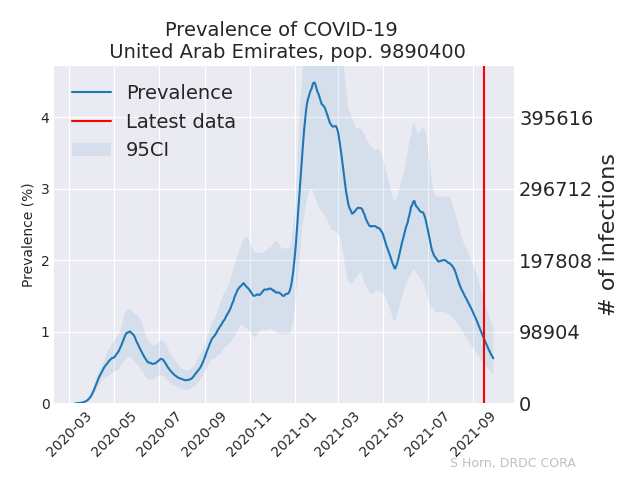 Prevalence of COVID-19
United Arab Emirates, pop. 9890400
Prevalence
Latest data
95CI
Prevalence (%)
4
3
2
1
0
395616
296712
197808
98904
0
# of infections
2020-03
2020-05
2020-07
2020-09
2020-11
2021-01
2021-03
2021-05
2021-07
2021-09
S Horn, DRDC CORA